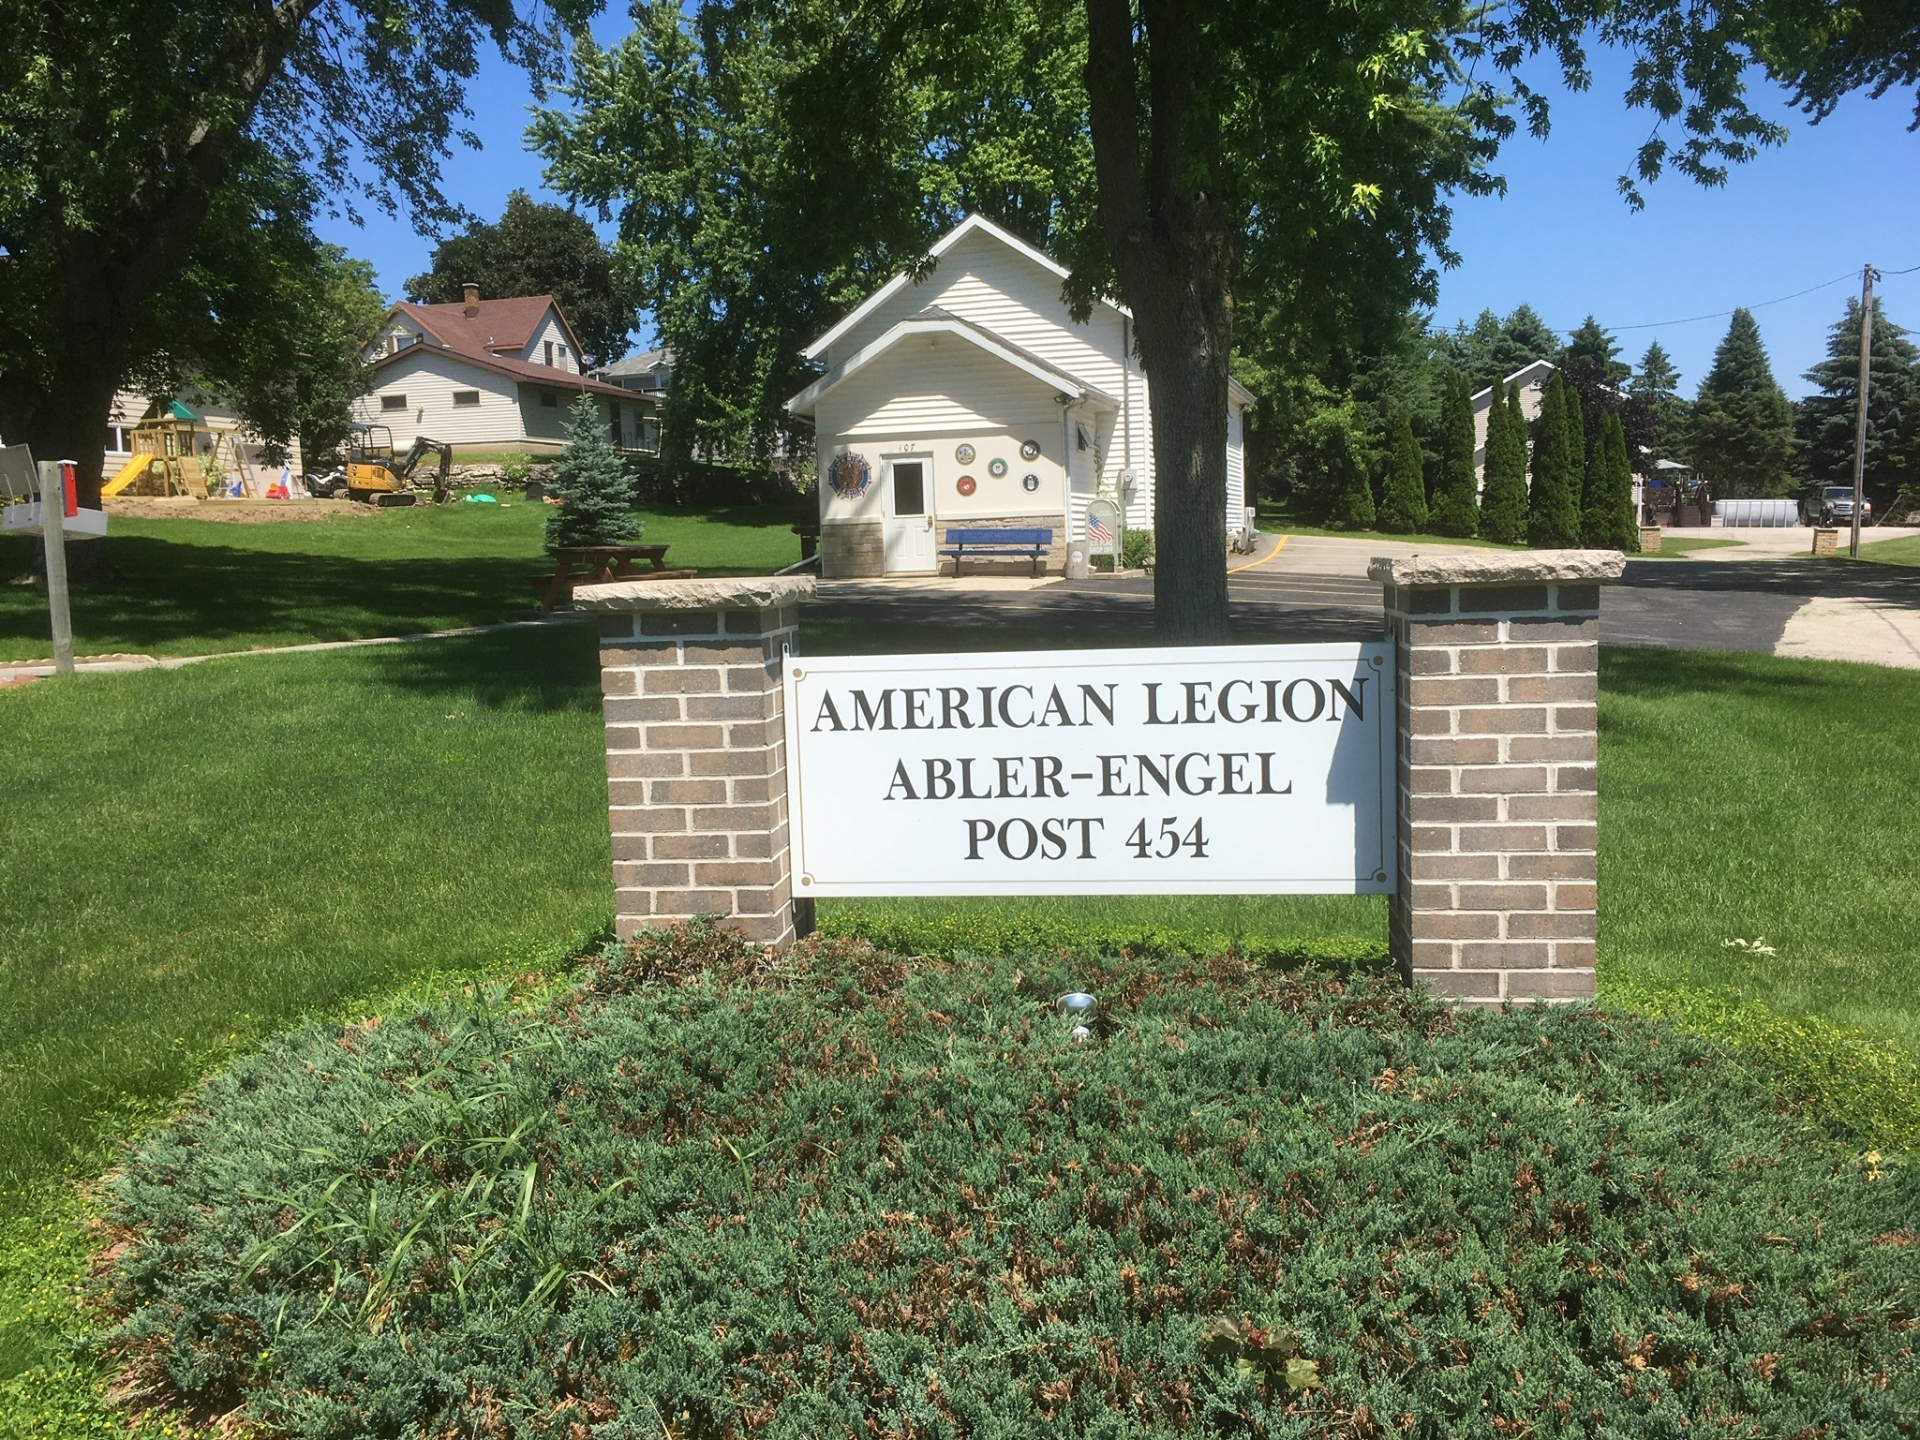 107
AMERICAN LEGION
ABLER-ENGEL
POST 454